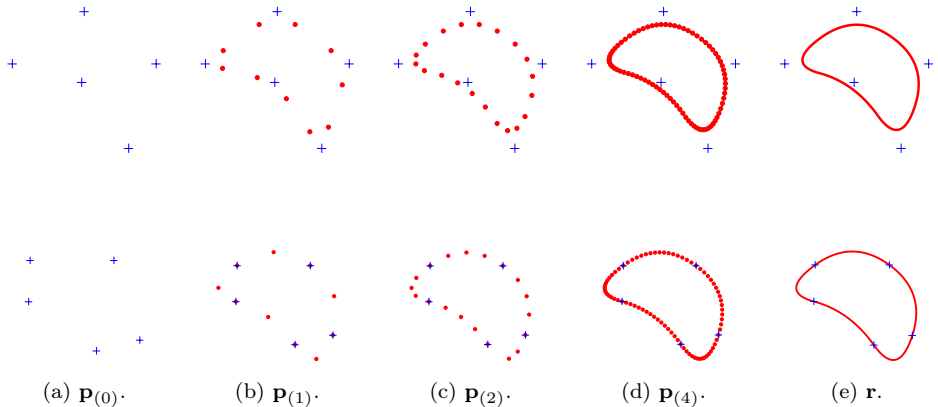 (a) p₍₀₎. (b) p₍₁₎. (c) p₍₂₎. (d) p₍₄₎. (e) r.